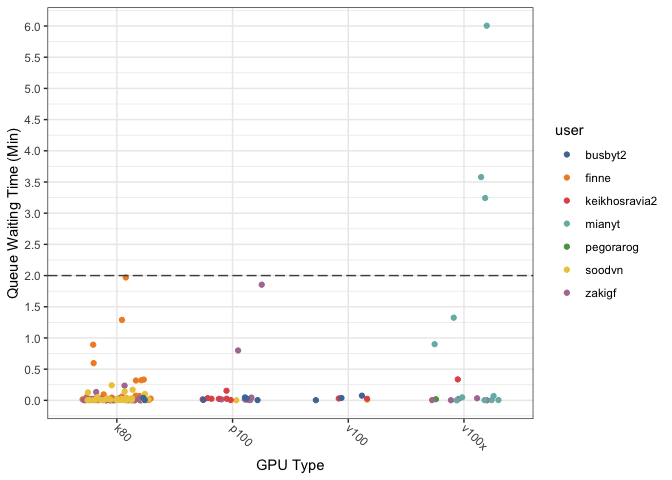 Queue Waiting Time (Min)
6.0
5.5
5.0
4.5
4.0
3.5
3.0
2.5
2.0
1.5
1.0
0.5
0.0
k80
p100
v100
v100x
GPU Type
user
busbyt2
finne
keikhosravia2
mianyt
pegorarog
soodvn
zakigf